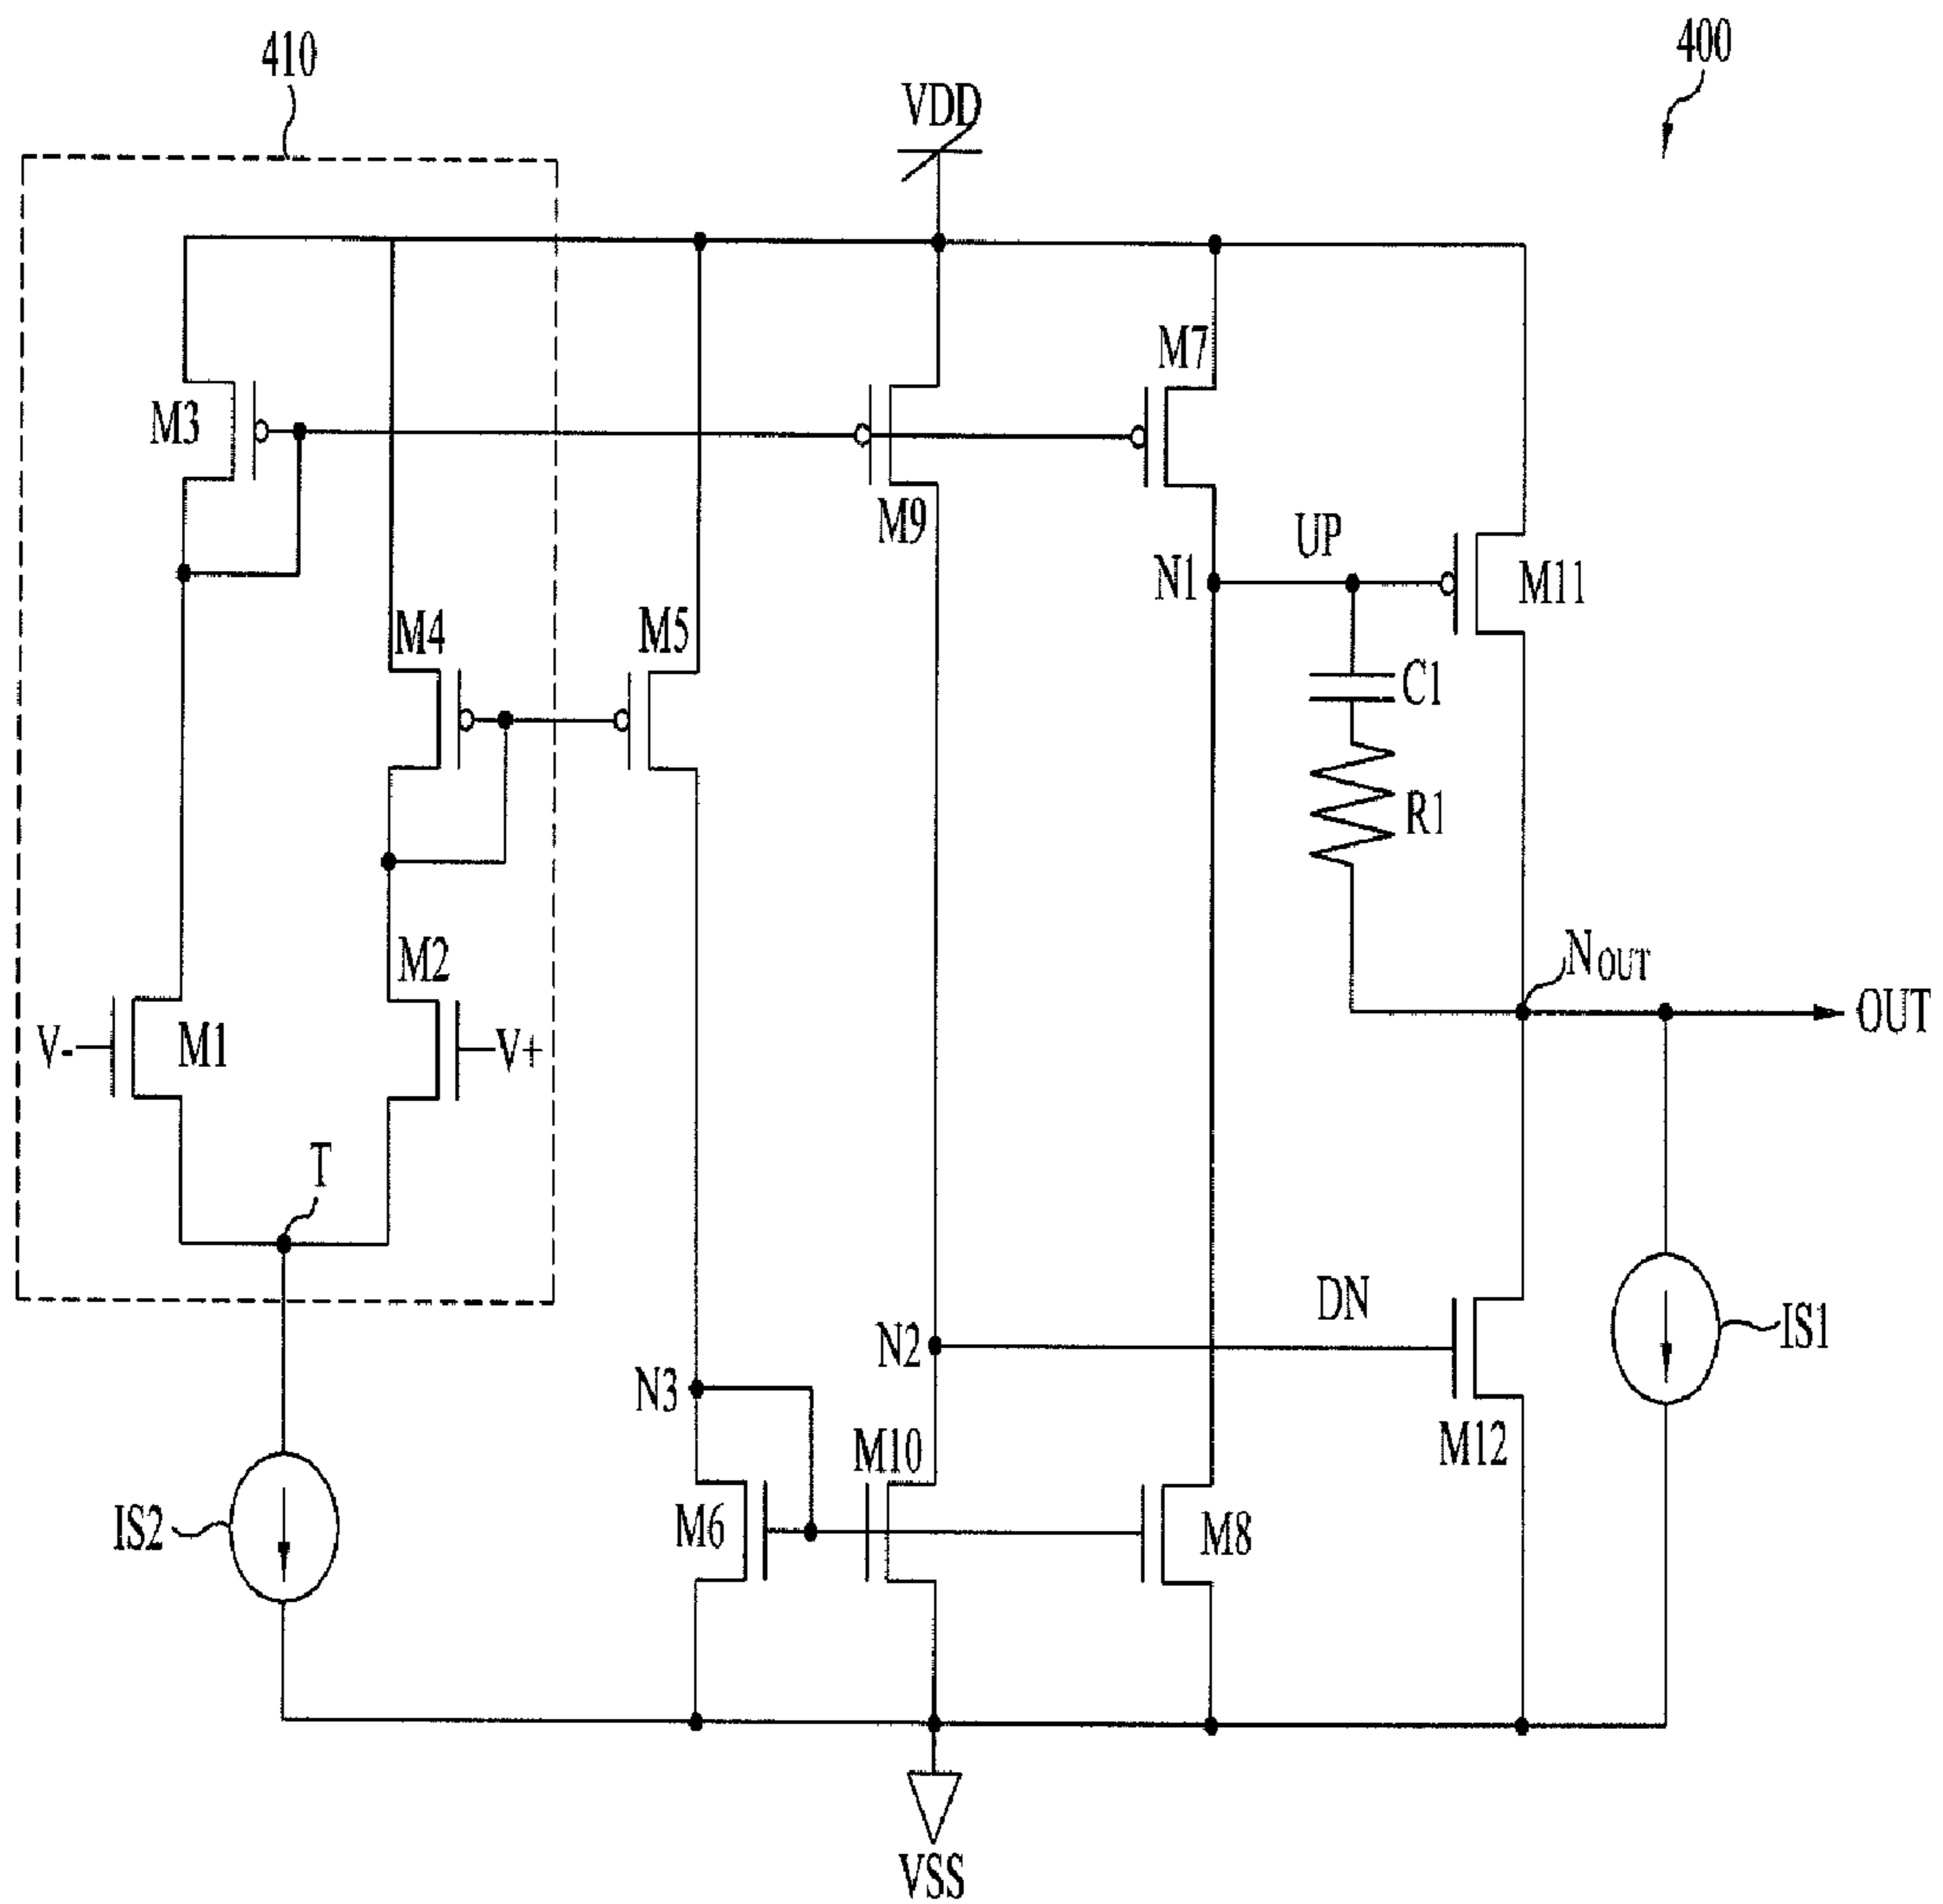 410
400
VDD
M7
M3
M9
UP
N1
M11
M4
M5
C1
R1
M2
NOUT
OUT
V-
M1
V+
T
DN
N2
IS1
N3
M10
M12
IS2
M6
M8
VSS